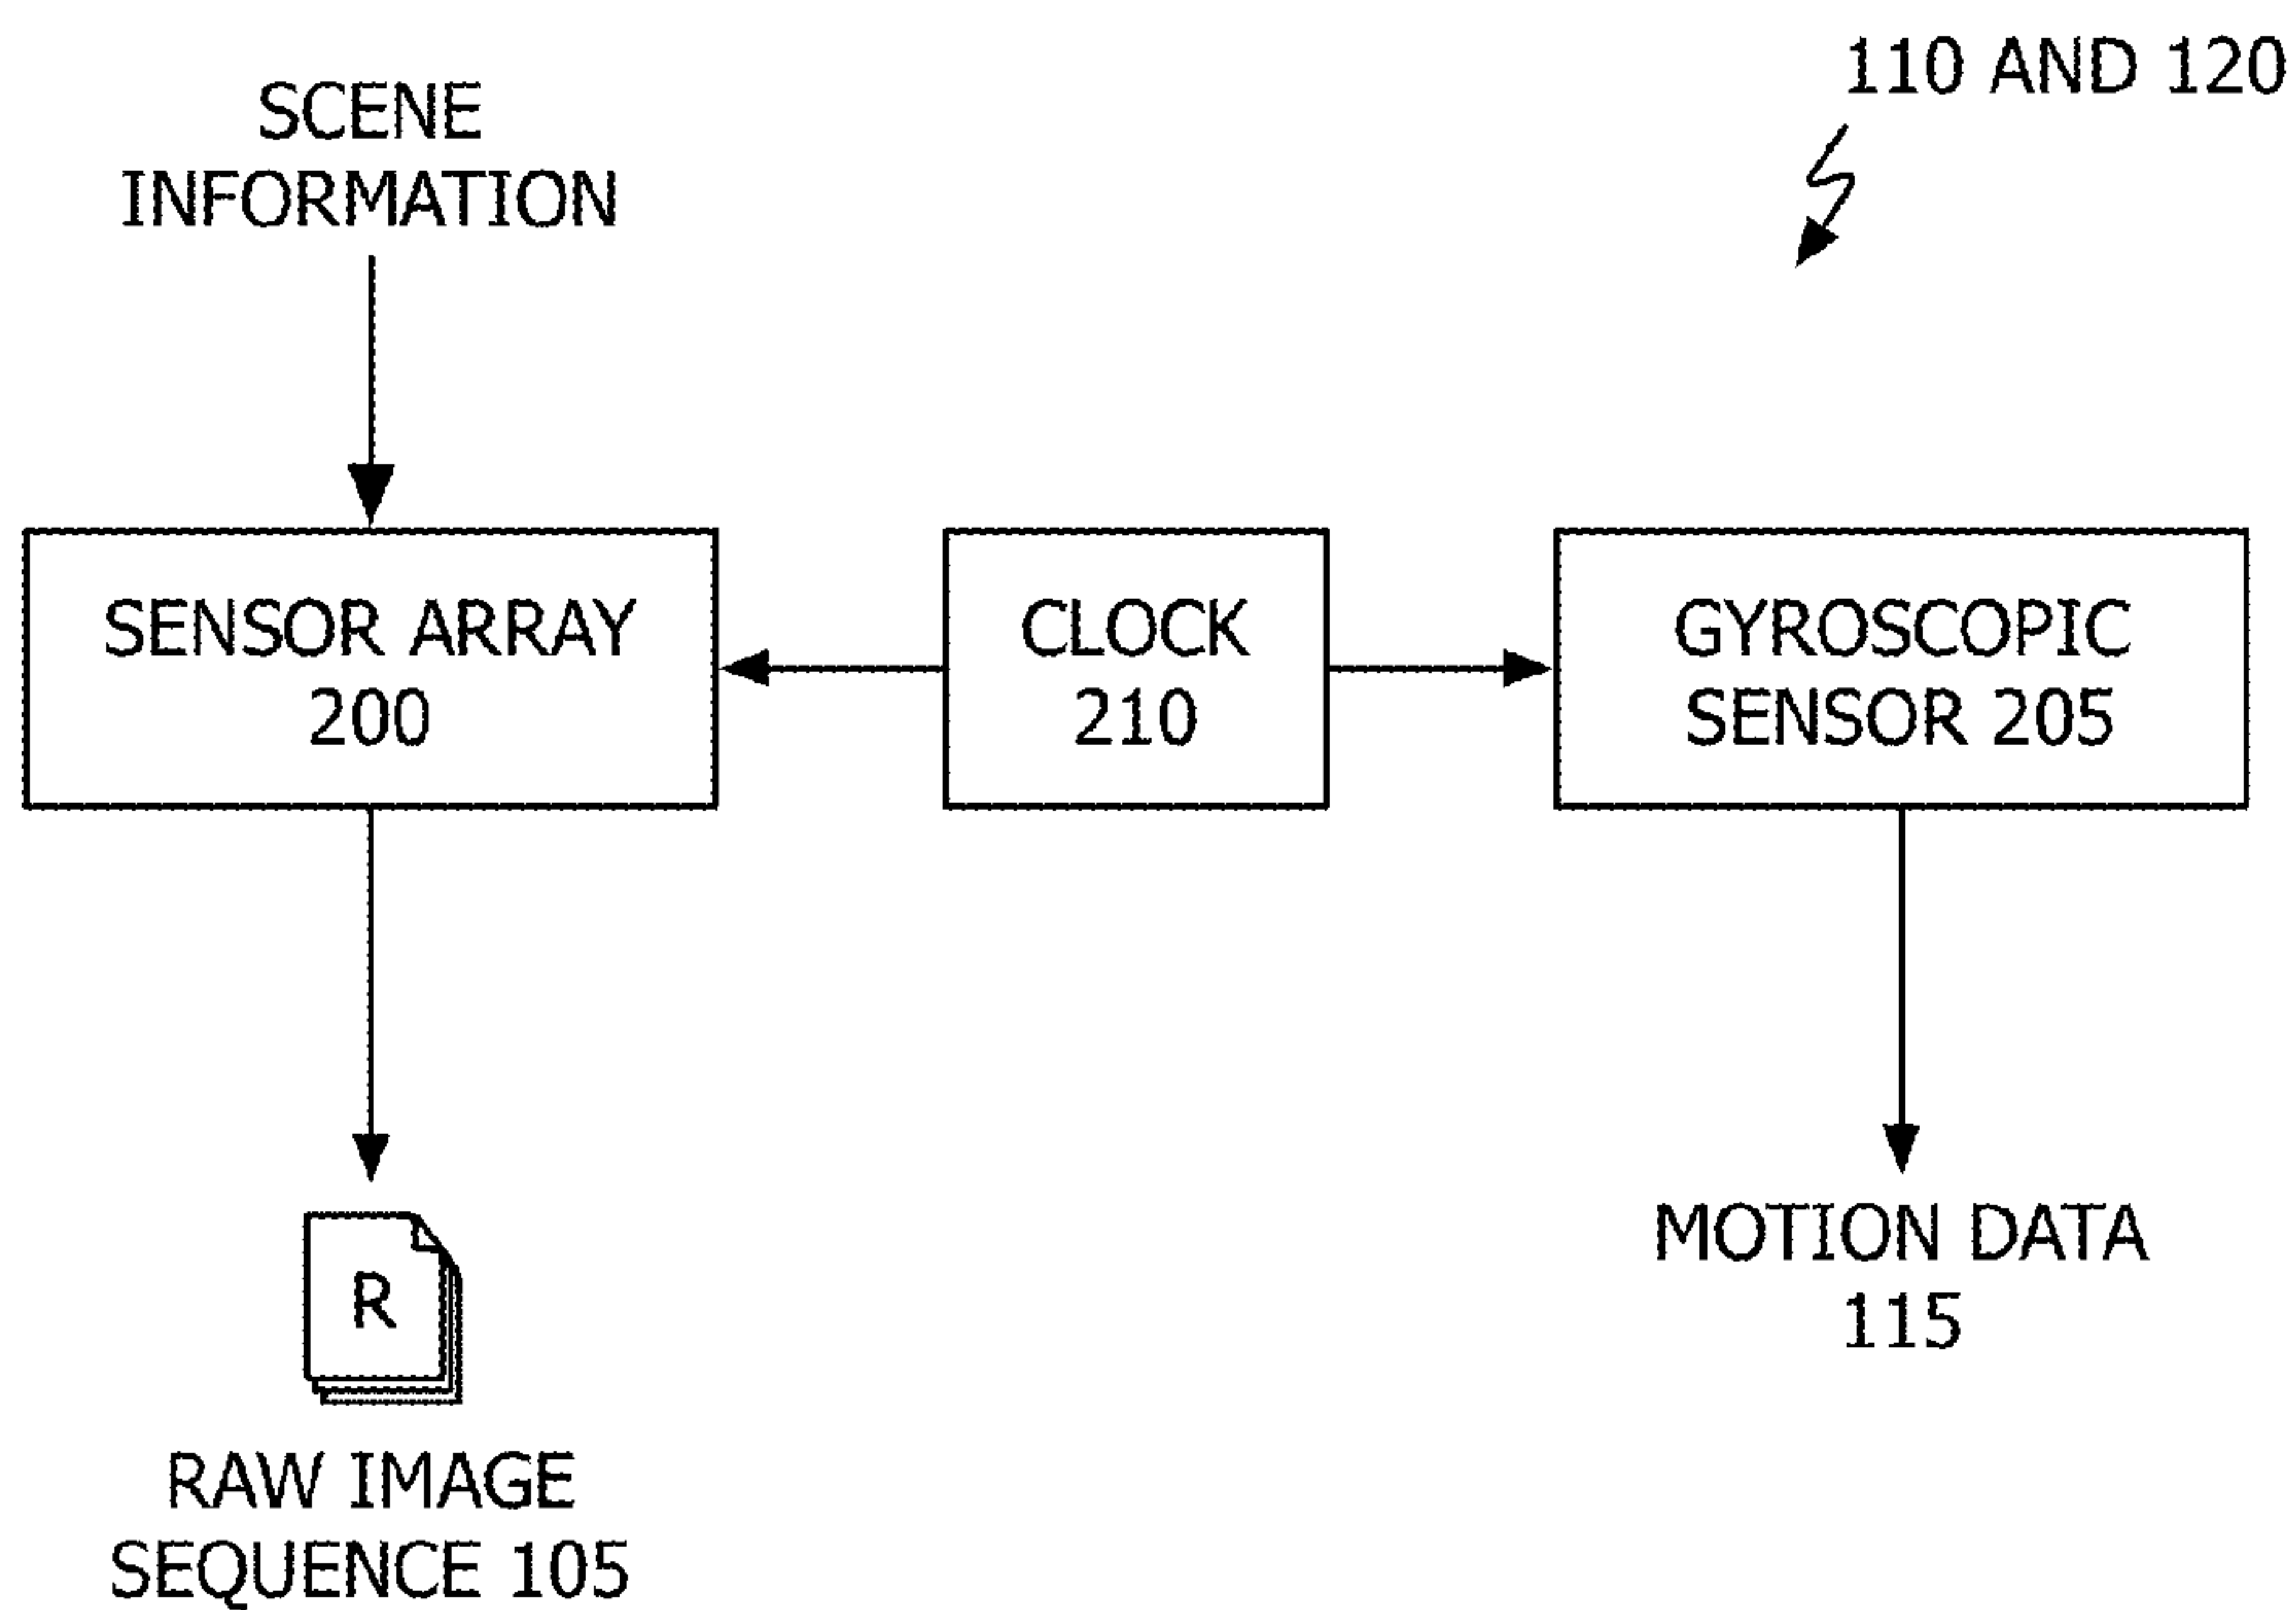 110 AND 120
SCENE
INFORMATION
SENSOR ARRAY
200
CLOCK
210
GYROSCOPIC
SENSOR 205
R
RAW IMAGE
SEQUENCE 105
MOTION DATA
115